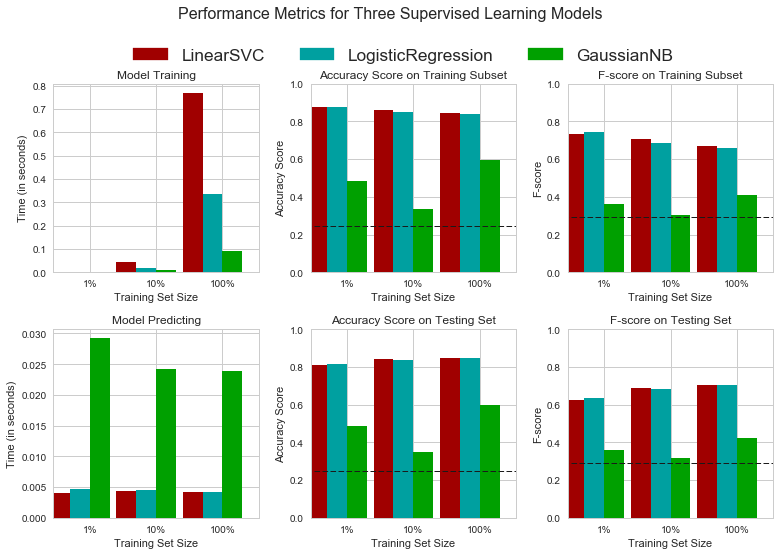 Performance Metrics for Three Supervised Learning Models
LinearSVC LogisticRegression GaussianNB
Model Training
Time (in seconds)
0.8
0.7
0.6
0.5
0.4
0.3
0.2
0.1
0.0
1% 10% 100%
Training Set Size
Accuracy Score on Training Subset
Accuracy Score
1.0
0.8
0.6
0.4
0.2
0.0
1% 10% 100%
Training Set Size
F-score on Training Subset
F-score
1.0
0.8
0.6
0.4
0.2
0.0
1% 10% 100%
Training Set Size
Model Predicting
Time (in seconds)
0.030
0.025
0.020
0.015
0.010
0.005
0.000
1% 10% 100%
Training Set Size
Accuracy Score on Testing Set
Accuracy Score
1.0
0.8
0.6
0.4
0.2
0.0
1% 10% 100%
Training Set Size
F-score on Testing Set
F-score
1.0
0.8
0.6
0.4
0.2
0.0
1% 10% 100%
Training Set Size